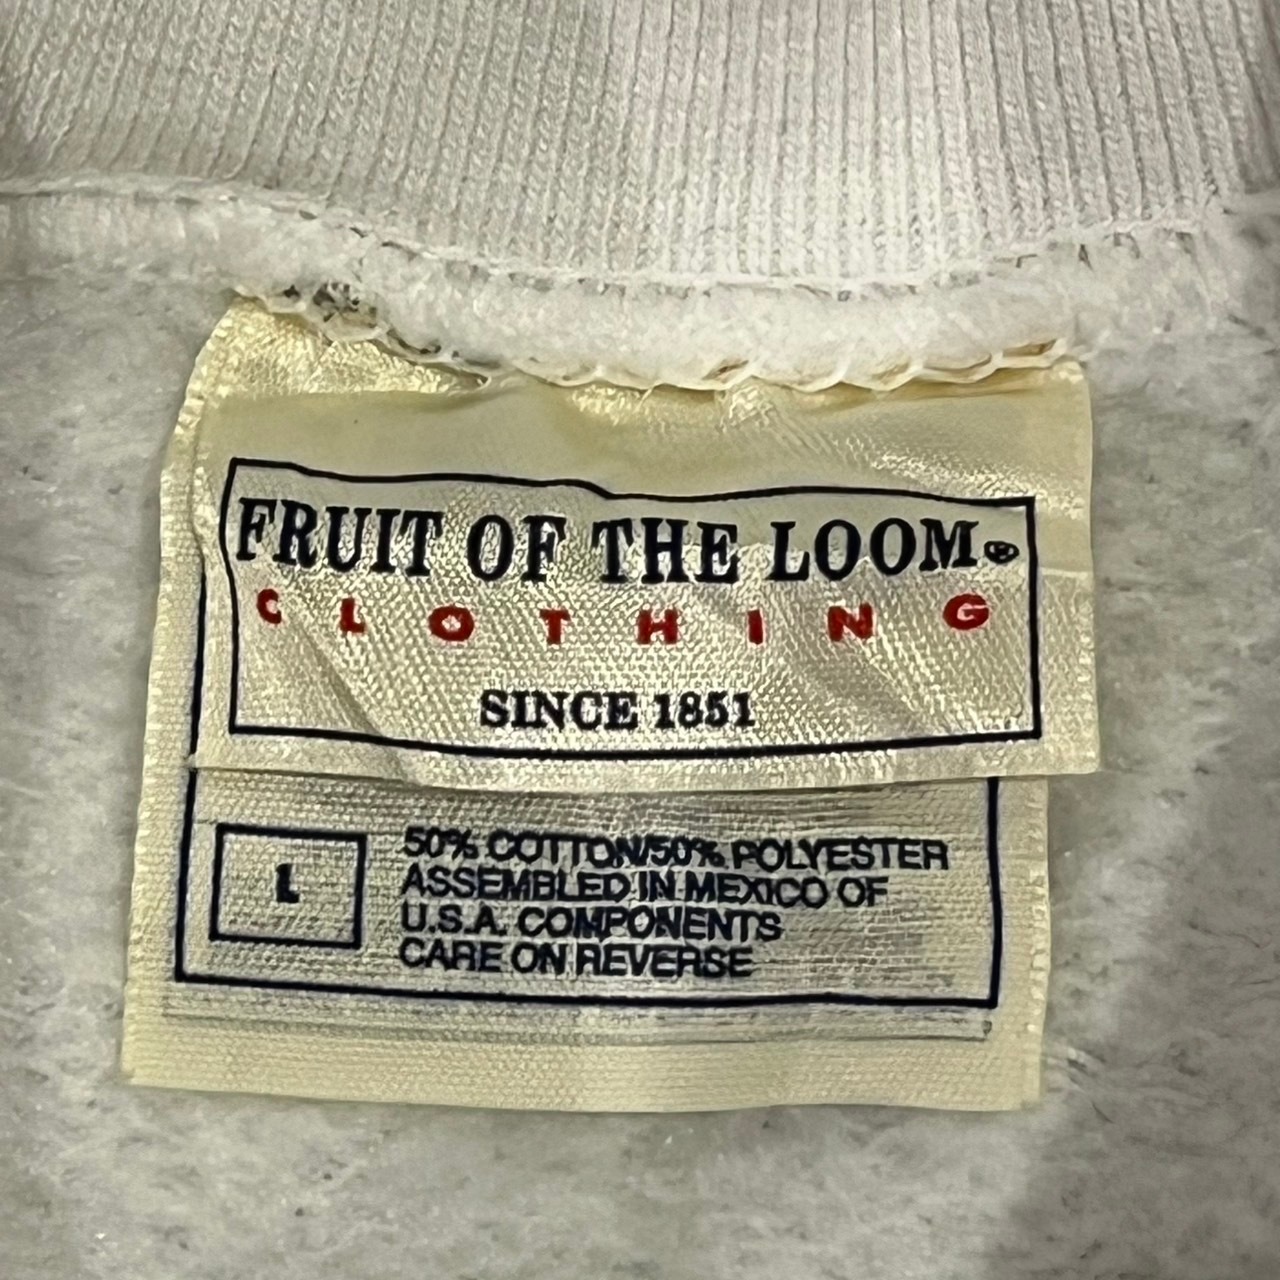 FRUIT OF THE LOOM®
CLOTHING
SINCE 1851
L
50% COTTON/50% POLYESTER
ASSEMBLED IN MEXICO OF
U.S.A. COMPONENTS
CARE ON REVERSE